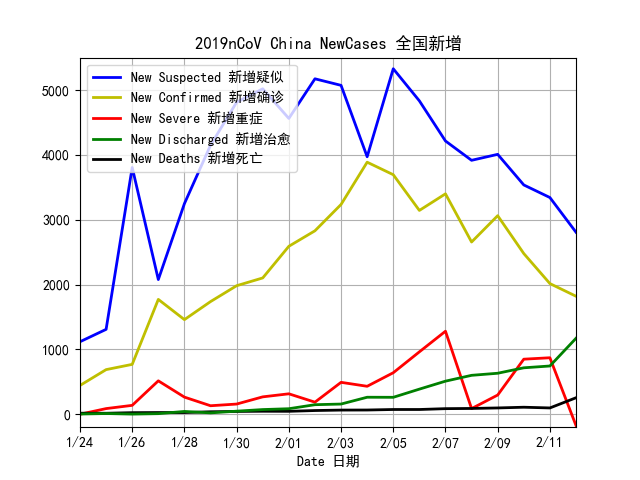 2019nCoV China NewCases 全国新增
New Suspected 新增疑似
New Confirmed 新增确诊
New Severe 新增重症
New Discharged 新增治愈
New Deaths 新增死亡
5000
4000
3000
2000
1000
0
1/24 1/26 1/28 1/30 2/01 2/03 2/05 2/07 2/09 2/11
Date 日期